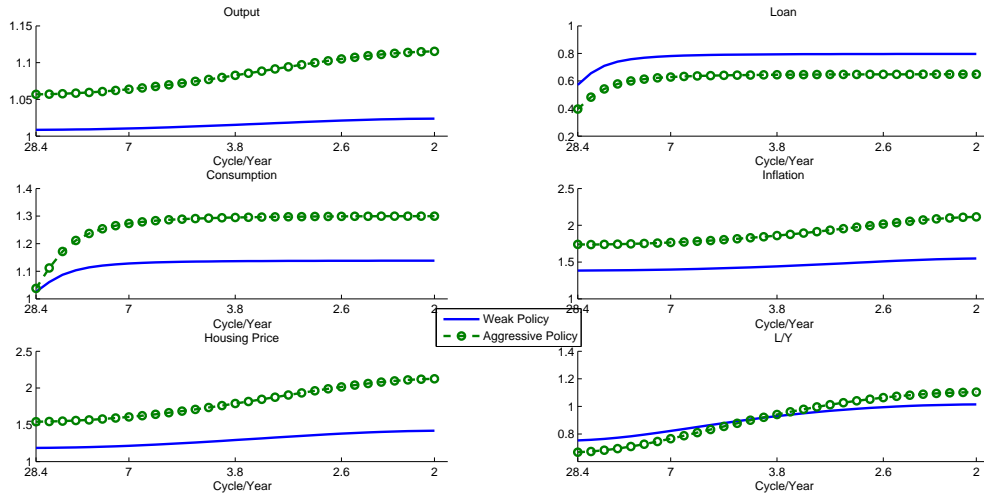 Output
1.15
1.1
1.05
1
28.4 7 3.8 2.6 2
Cycle/Year
Loan
1
0.8
0.6
0.4
0.2
28.4 7 3.8 2.6 2
Cycle/Year
Consumption
1.4
1.3
1.2
1.1
1
28.4 7 3.8 2.6 2
Cycle/Year
Inflation
2.5
2
1.5
1
28.4 7 3.8 2.6 2
Cycle/Year
Weak Policy
Aggressive Policy
Housing Price
2.5
2
1.5
1
28.4 7 3.8 2.6 2
Cycle/Year
L/Y
1.4
1.2
1
0.8
28.4 7 3.8 2.6 2
Cycle/Year